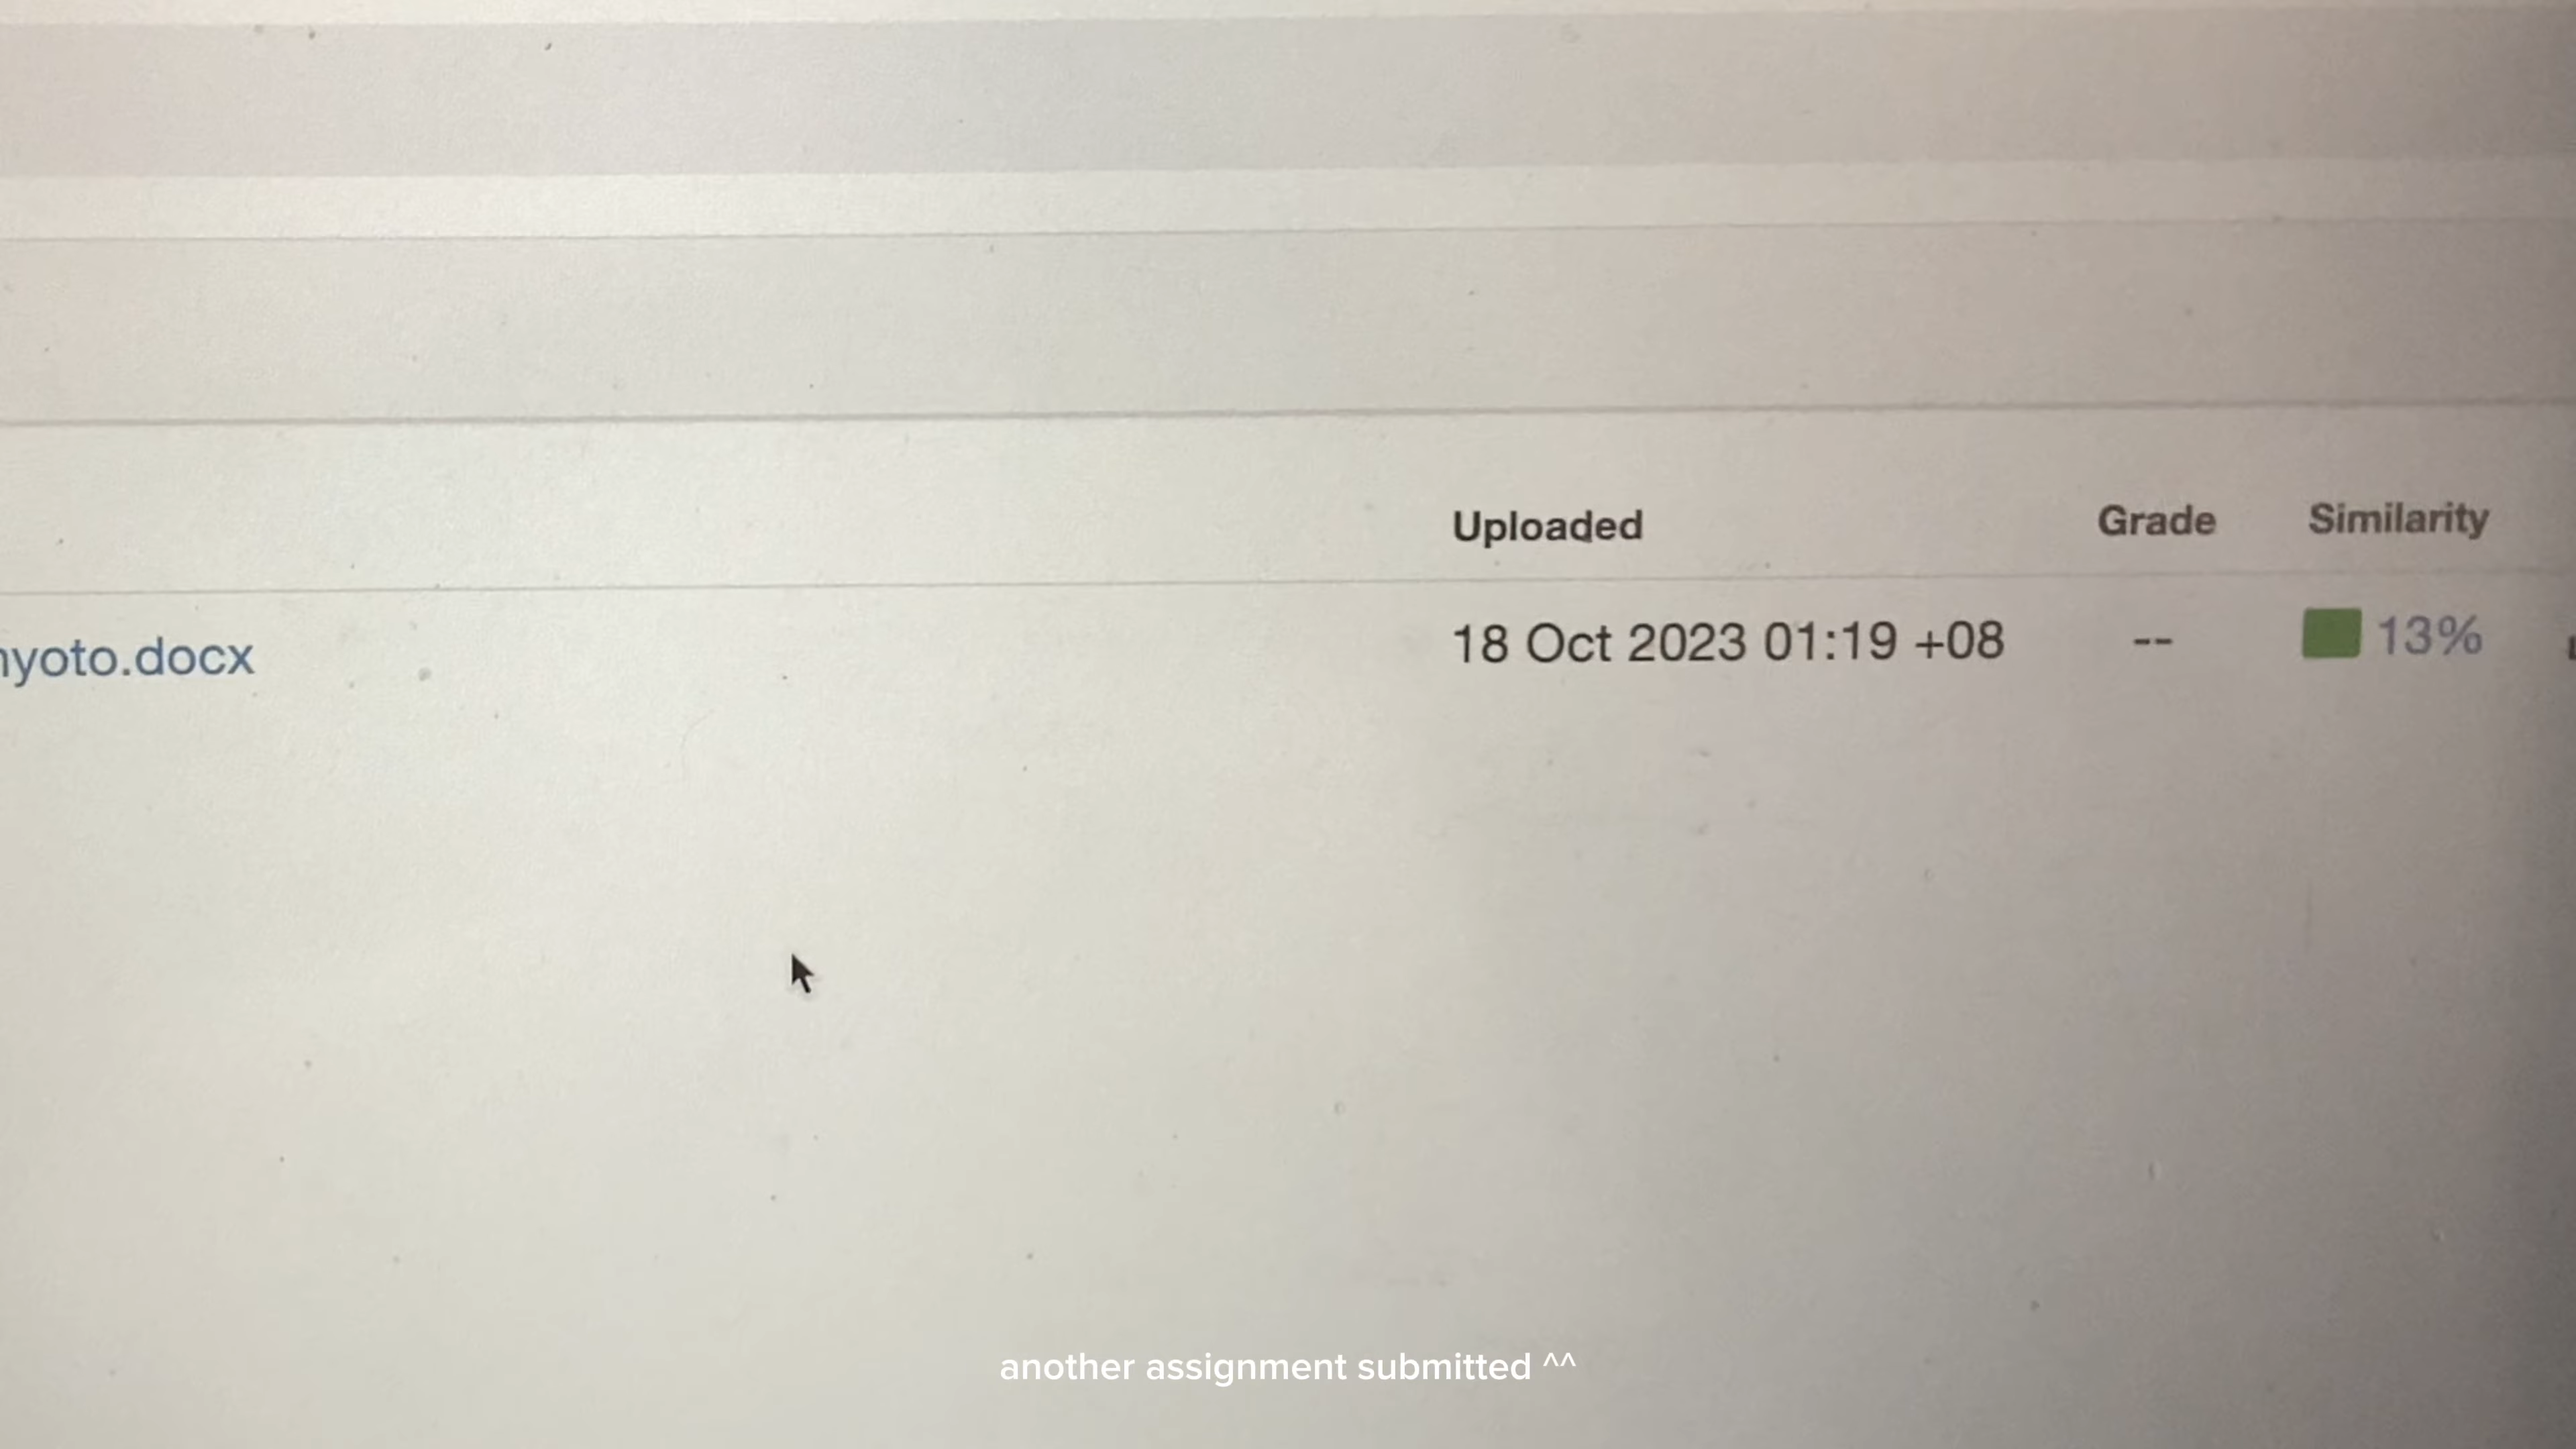 Uploaded Grade Similarity
yoto.docx 18 Oct 2023 01:19 +08 -- 13%
another assignment submitted ^^